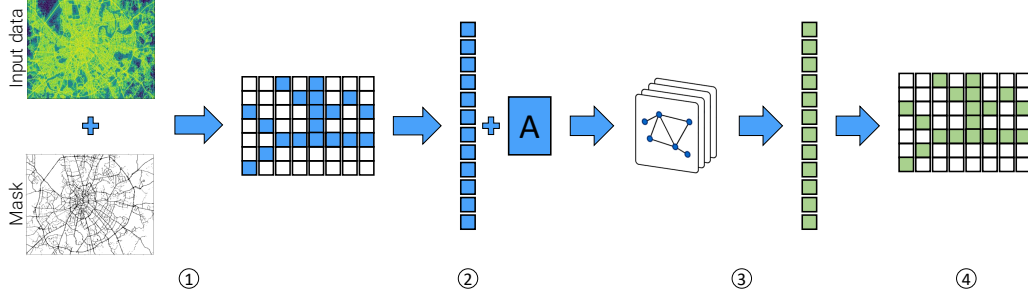 Input data
Mask
A
①
②
③
④